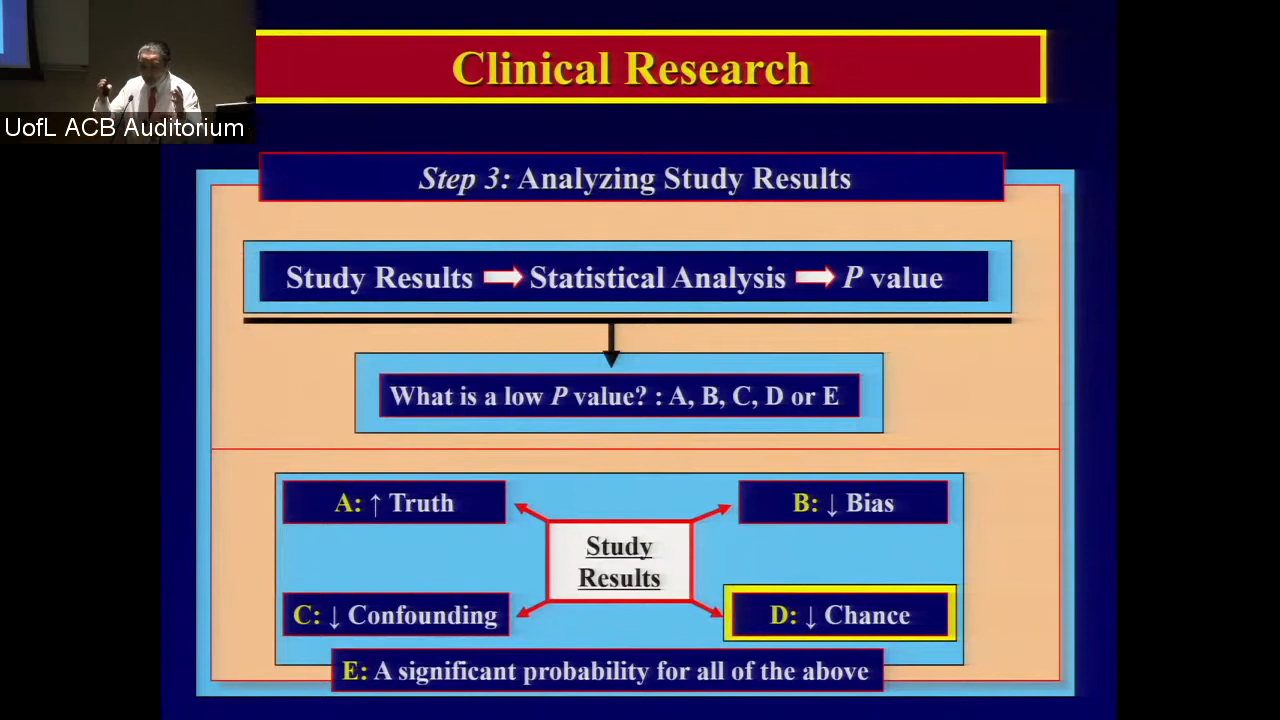 Clinical Research
UofL ACB Auditorium
Step 3: Analyzing Study Results
Study Results Statistical Analysis P value
What is a low P value? : A, B, C, D or E
A: ↑ Truth
B: ↓ Bias
Study
Results
C: ↓ Confounding
D: ↓ Chance
E: A significant probability for all of the above